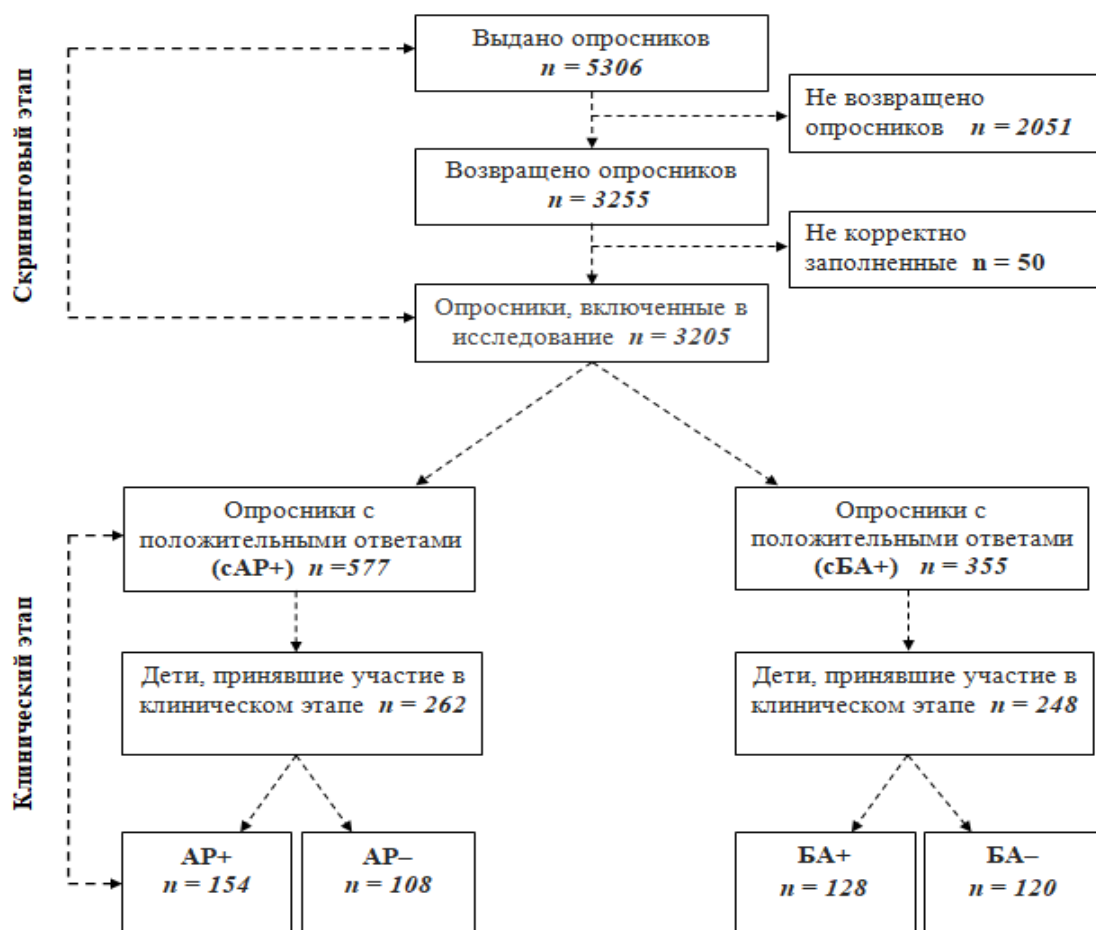 Скрининговый этап
Выдано опросников
n = 5306
Не возвращено
опросников n = 2051
Возвращено опросников
n = 3255
Не корректно
заполненные n = 50
Опросники, включенные в
исследование n = 3205
Клинический этап
Опросники с
положительными ответами
(сАР+) n =577
Опросники с
положительными ответами
(сБА+) n = 355
Дети, принявшие участие в
клиническом этапе n = 262
Дети, принявшие участие в
клиническом этапе n = 248
АР+
n = 154
АР–
n = 108
БА+
n = 128
БА–
n = 120